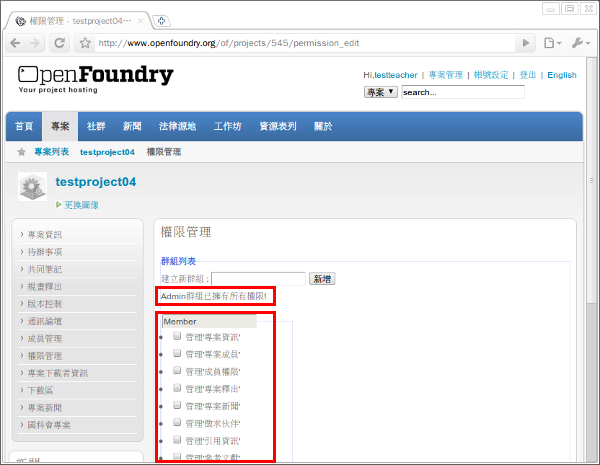 權限管理 - testproject04…
http://www.openfoundry.org/of/projects/545/permission_edit
OpenFoundry
Your project hosting
Hi,testteacher | 專案管理 | 帳號設定 | 登出 | English
專案 search...
首頁 專案 社群 新聞 法律源地 工作坊 資源表列 關於
專案列表 testproject04 權限管理
testproject04
更換圖像
專案資訊
待辦事項
共同筆記
規畫釋出
版本控制
通訊論壇
成員管理
權限管理
專案下載者資訊
下載區
專案新聞
國科會專案
權限管理
群組列表
建立新群組 : 新增
Admin群組已擁有所有權限!
Member
管理'專案資訊'
管理'專案成員'
管理'成員權限'
管理'專案釋出'
管理'專案新聞'
管理'徵求伙伴'
管理'引用資訊'
管理'參考文獻'